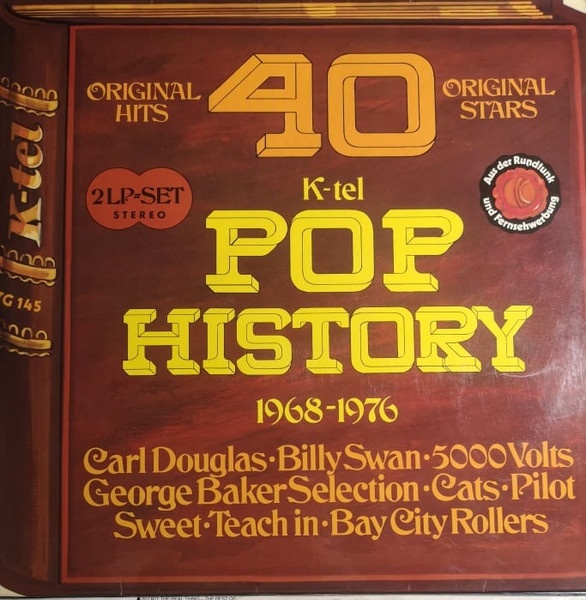 ORIGINAL HITS
40
ORIGINAL STARS
K-tel
2 LP=SET
STEREO
K-tel
Aus der Rundfunk
und Fernsehwerbung
POP
HISTORY
TG 145
1968-1976
Carl Douglas·Billy Swan·5000 Volts
George Baker Selection·Cats·Pilot
Sweet·Teach in·Bay City Rollers